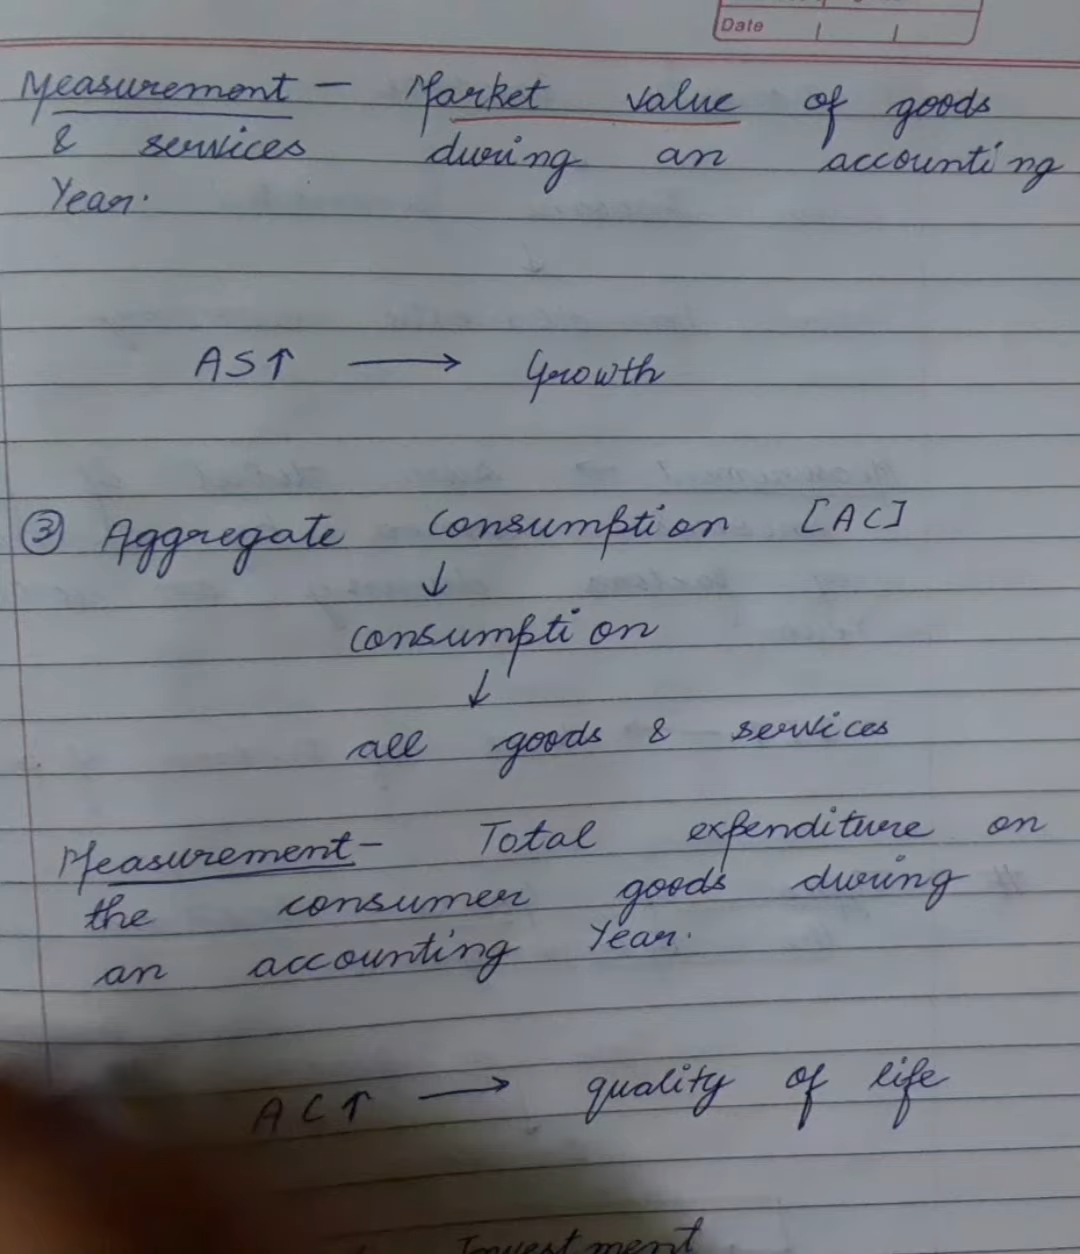 Date
Measurement - Market value of goods
& services during an accounting
Year.
AS↑ → Growth
③ Aggregate Consumption [AC]
↓
consumption
↓
all goods & services
Measurement - Total expenditure on
the consumer goods during
an accounting Year.
AC↑ → quality of life
Investment